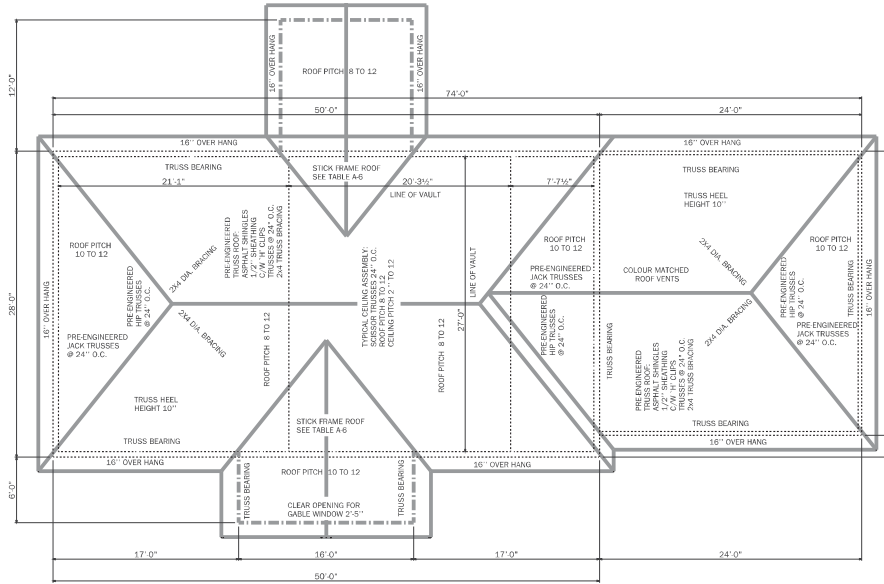 12'-0"
16" OVER HANG
ROOF PITCH 8 TO 12
16" OVER HANG
74'-0"
50'-0"
24'-0"
16" OVER HANG
16" OVER HANG
TRUSS BEARING
STICK FRAME ROOF
SEE TABLE A-6
TRUSS BEARING
21'-1"
20'-3½"
7'-7½"
LINE OF VAULT
TRUSS HEEL
HEIGHT 10"
ROOF PITCH
10 TO 12
2X4 DIA. BRACING
PRE-ENGINEERED
TRUSS ROOF:
ASPHALT SHINGLES
1/2" SHEATHING
C/W 'H' CLIPS
TRUSSES @ 24" O.C.
2x4 TRUSS BRACING
TYPICAL CEILING ASSEMBLY:
SCISSOR TRUSSES 24" O.C.
ROOF PITCH 8 TO 12
CEILING PITCH 2 " TO 12
LINE OF VAULT
ROOF PITCH
10 TO 12
PRE-ENGINEERED
JACK TRUSSES
@ 24" O.C.
COLOUR MATCHED
ROOF VENTS
2X4 DIA. BRACING
ROOF PITCH
10 TO 12
28'-0"
16" OVER HANG
PRE-ENGINEERED
HIP TRUSSES
@ 24" O.C.
PRE-ENGINEERED
JACK TRUSSES
@ 24" O.C.
2X4 DIA. BRACING
ROOF PITCH 8 TO 12
ROOF PITCH 8 TO 12
27'-0"
PRE-ENGINEERED
HIP TRUSSES
@ 24" O.C.
TRUSS BEARING
2X4 DIA. BRACING
PRE-ENGINEERED
HIP TRUSSES
@ 24" O.C.
PRE-ENGINEERED
JACK TRUSSES
@ 24" O.C.
TRUSS BEARING
16" OVER HANG
PRE-ENGINEERED
TRUSS ROOF:
ASPHALT SHINGLES
1/2" SHEATHING
C/W 'H' CLIPS
TRUSSES @ 24" O.C.
2x4 TRUSS BRACING
TRUSS HEEL
HEIGHT 10"
TRUSS BEARING
STICK FRAME ROOF
SEE TABLE A-6
TRUSS BEARING
16" OVER HANG
16" OVER HANG
16" OVER HANG
6'-0"
TRUSS BEARING
ROOF PITCH 10 TO 12
TRUSS BEARING
CLEAR OPENING FOR
GABLE WINDOW 2'-5"
17'-0"
16'-0"
17'-0"
24'-0"
50'-0"